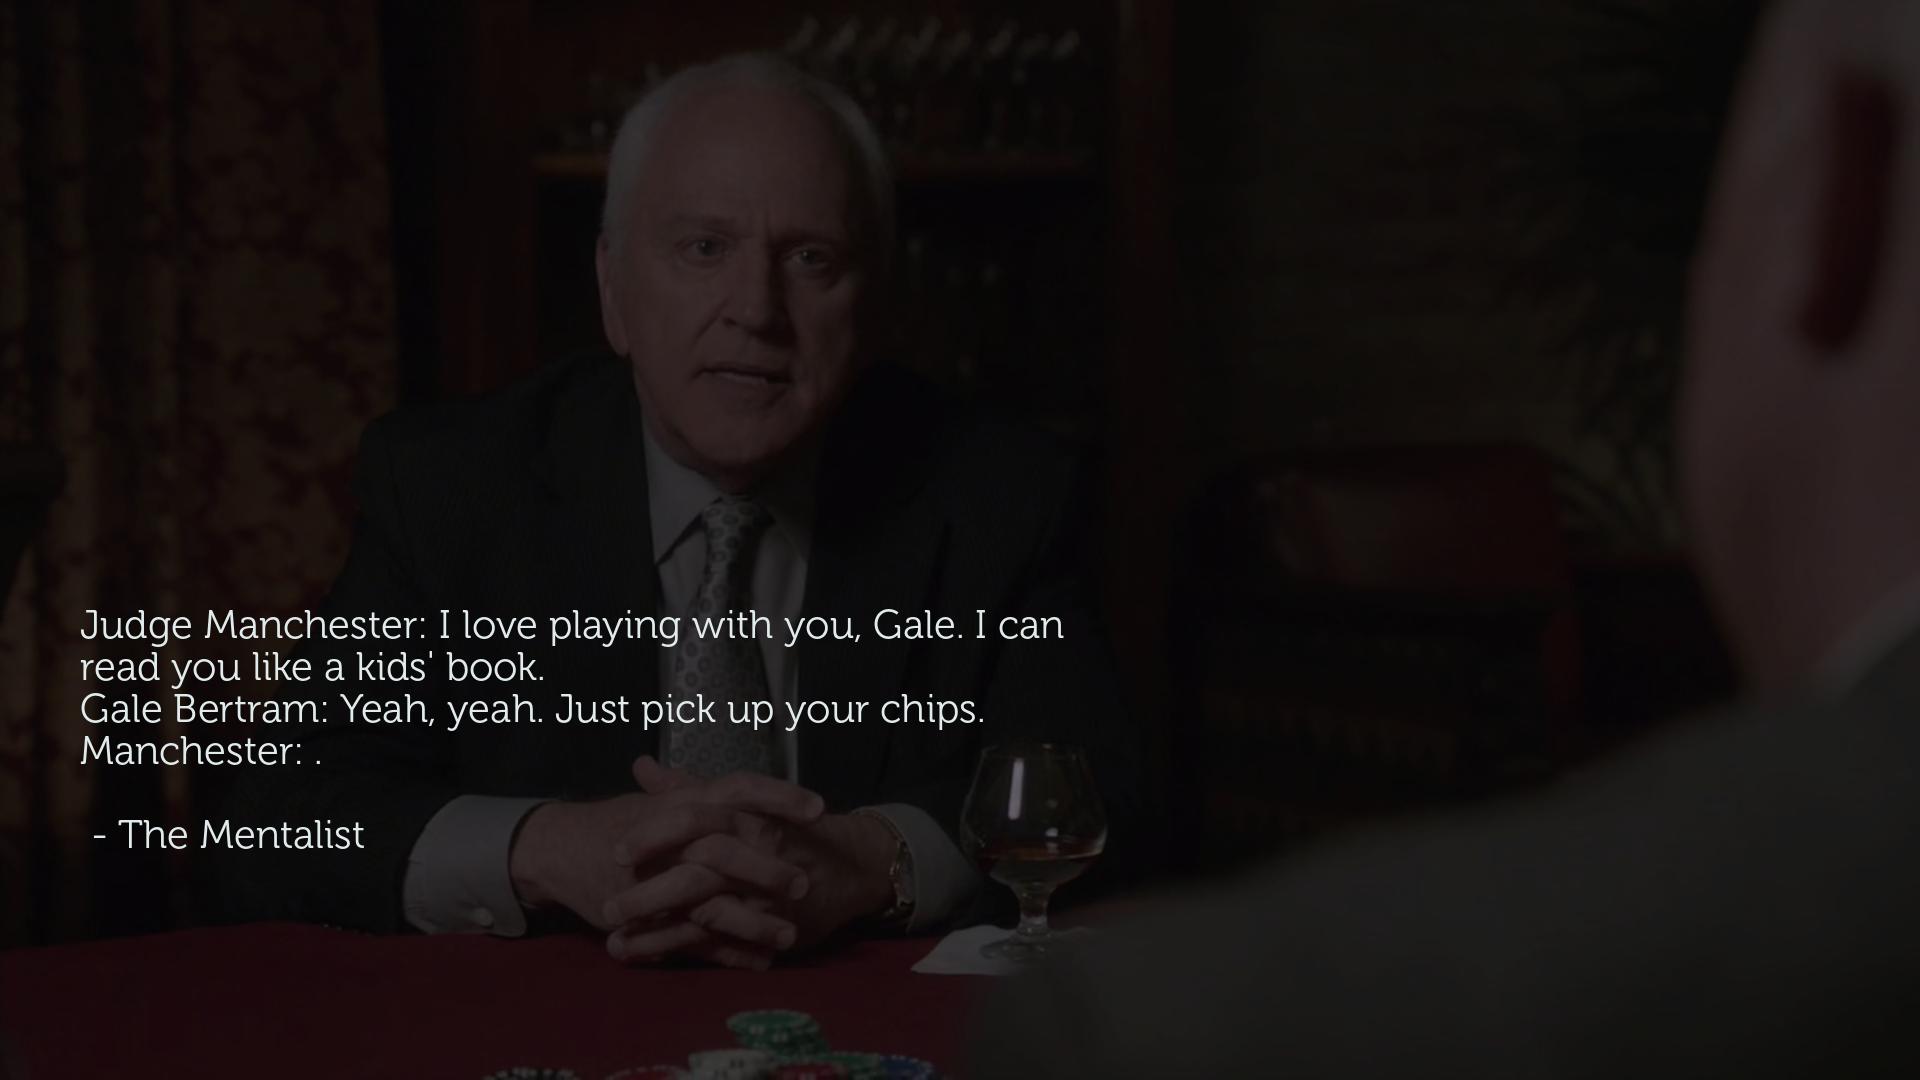 Judge Manchester: I love playing with you, Gale. I can
read you like a kids' book.
Gale Bertram: Yeah, yeah. Just pick up your chips.
Manchester: .
- The Mentalist